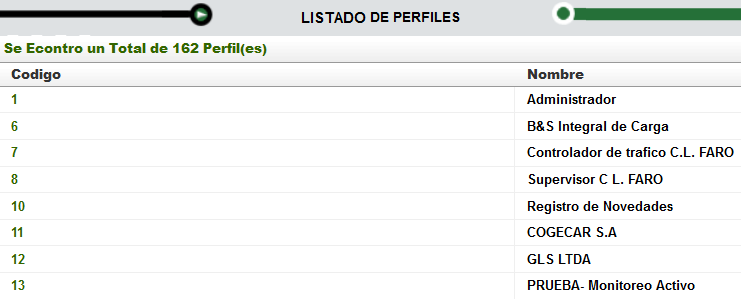 LISTADO DE PERFILES
Se Econtro un Total de 162 Perfil(es)
Codigo Nombre
1 Administrador
6 B&S Integral de Carga
7 Controlador de trafico C.L. FARO
8 Supervisor C L. FARO
10 Registro de Novedades
11 COGECAR S.A
12 GLS LTDA
13 PRUEBA- Monitoreo Activo